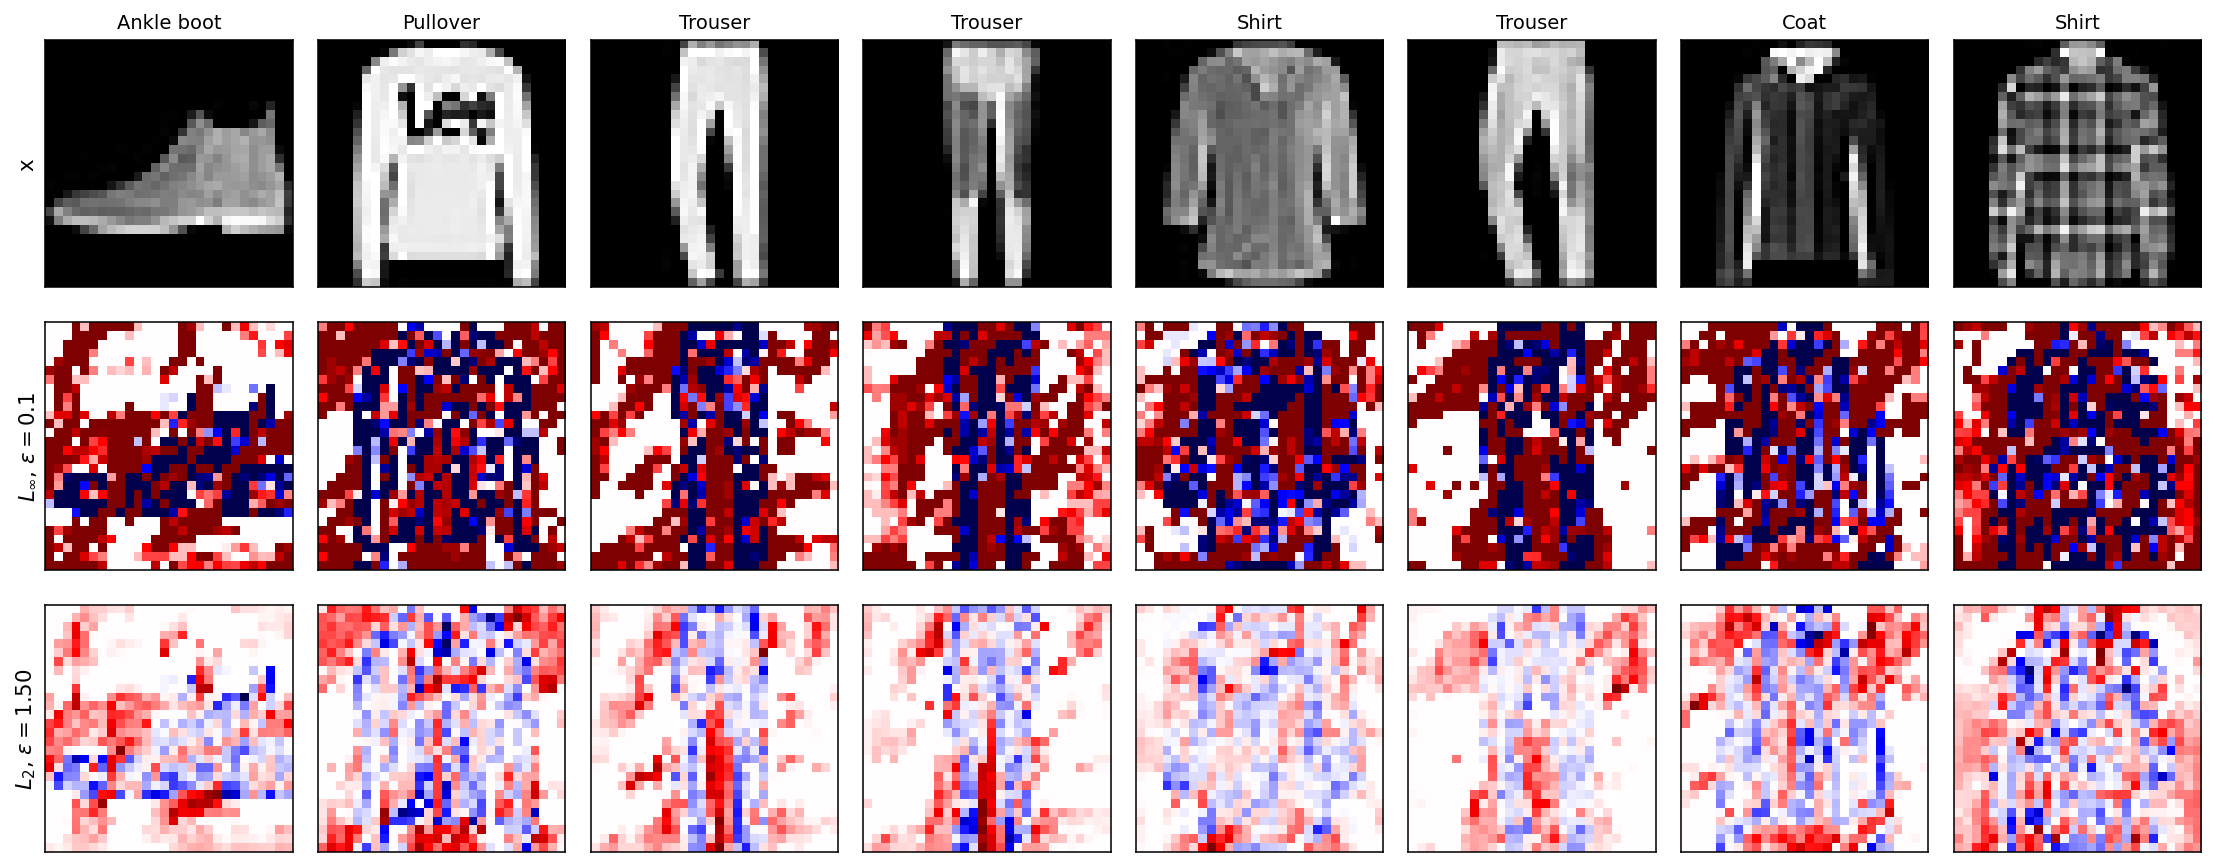 Ankle boot Pullover Trouser Trouser Shirt Trouser Coat Shirt
x
Lee
L∞, ε = 0.1
L₂, ε = 1.50